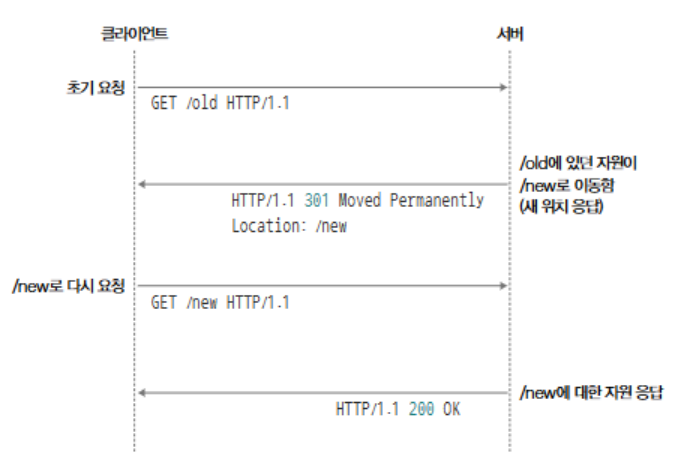 클라이언트
서버
초기 요청
GET /old HTTP/1.1
/old에 있던 자원이
/new로 이동함
(새 위치 응답)
HTTP/1.1 301 Moved Permanently
Location: /new
/new로 다시 요청
GET /new HTTP/1.1
/new에 대한 자원 응답
HTTP/1.1 200 OK